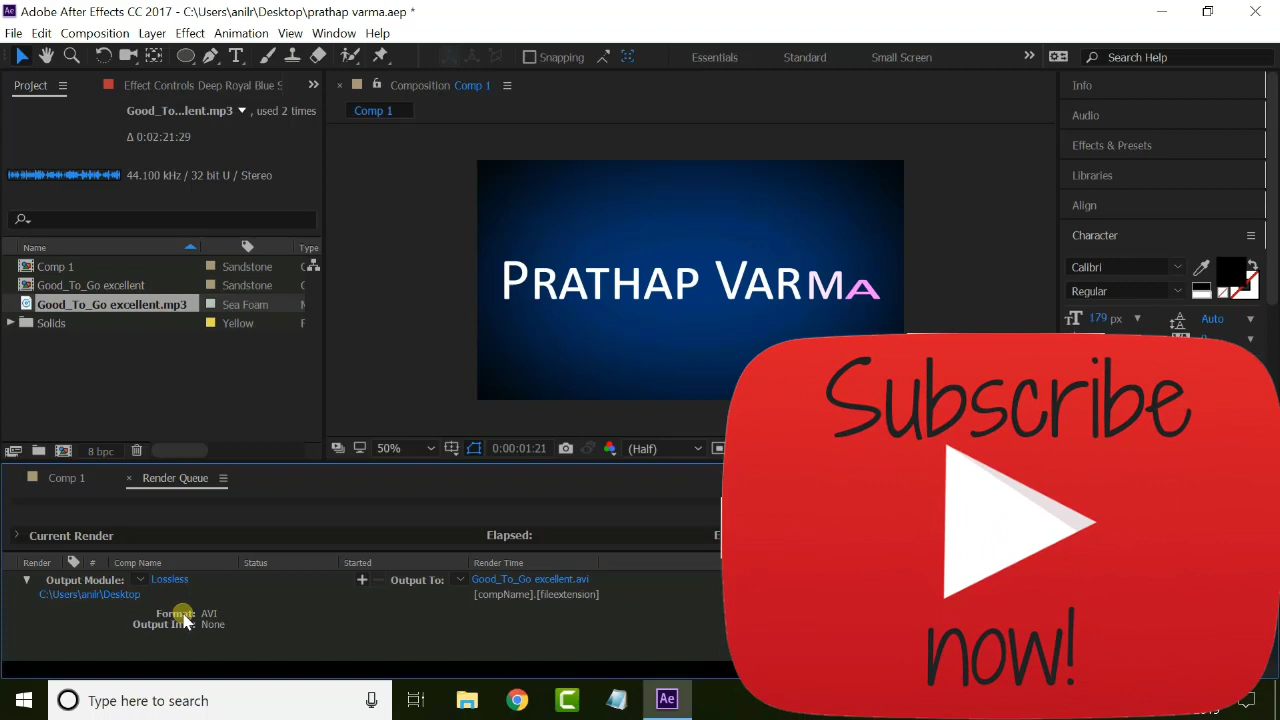 Adobe After Effects CC 2017 - C:\Users\anilr\Desktop\prathap varma.aep *
File Edit Composition Layer Effect Animation View Window Help
Snapping Essentials Standard Small Screen Search Help
Project Effect Controls Deep Royal Blue S
Good_To...lent.mp3 , used 2 times
Δ 0:02:21:29
44.100 kHz / 32 bit U / Stereo
Name Type
Comp 1 Sandstone
Good_To_Go excellent Sandstone
Good_To_Go excellent.mp3 Sea Foam
Solids Yellow
8 bpc
Composition Comp 1
Comp 1
PRATHAP VARMA
50% 0:00:01:21 (Half)
Info
Audio
Effects & Presets
Libraries
Align
Character
Calibri
Regular
179 px Auto
Comp 1 Render Queue
Current Render Elapsed:
Render # Comp Name Status Started Render Time
Output Module: Lossless Output To: Good_To_Go excellent.avi
C:\Users\anilr\Desktop [compName].[fileextension]
Format: AVI
None
Subscribe
now!
Type here to search
Ae